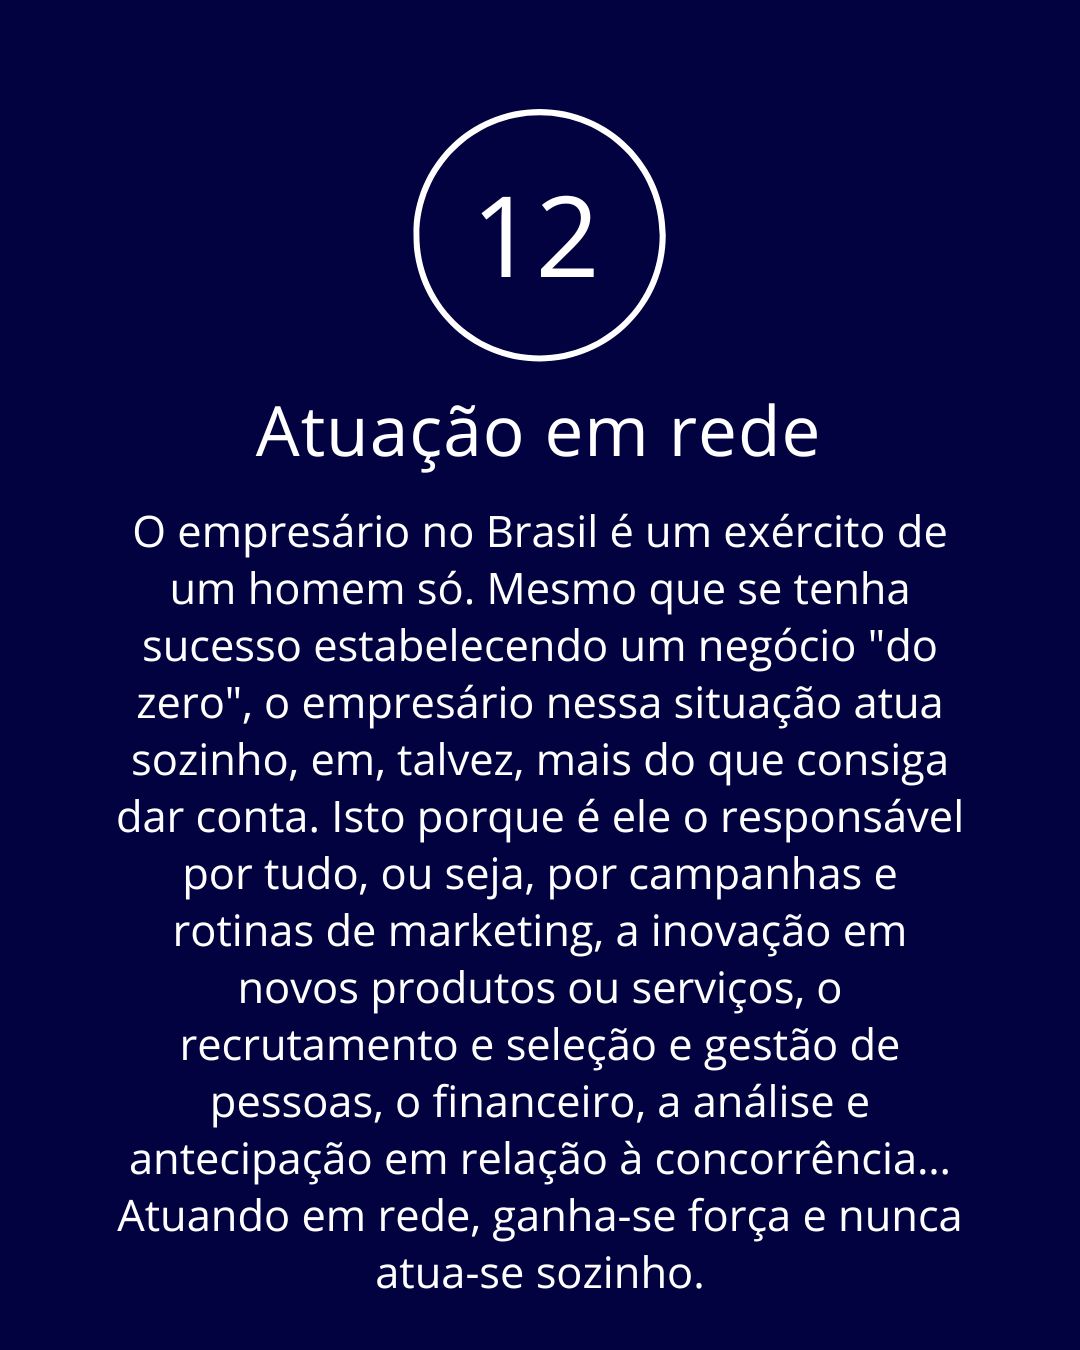 12
Atuação em rede
O empresário no Brasil é um exército de
um homem só. Mesmo que se tenha
sucesso estabelecendo um negócio "do
zero", o empresário nessa situação atua
sozinho, em, talvez, mais do que consiga
dar conta. Isto porque é ele o responsável
por tudo, ou seja, por campanhas e
rotinas de marketing, a inovação em
novos produtos ou serviços, o
recrutamento e seleção e gestão de
pessoas, o financeiro, a análise e
antecipação em relação à concorrência...
Atuando em rede, ganha-se força e nunca
atua-se sozinho.